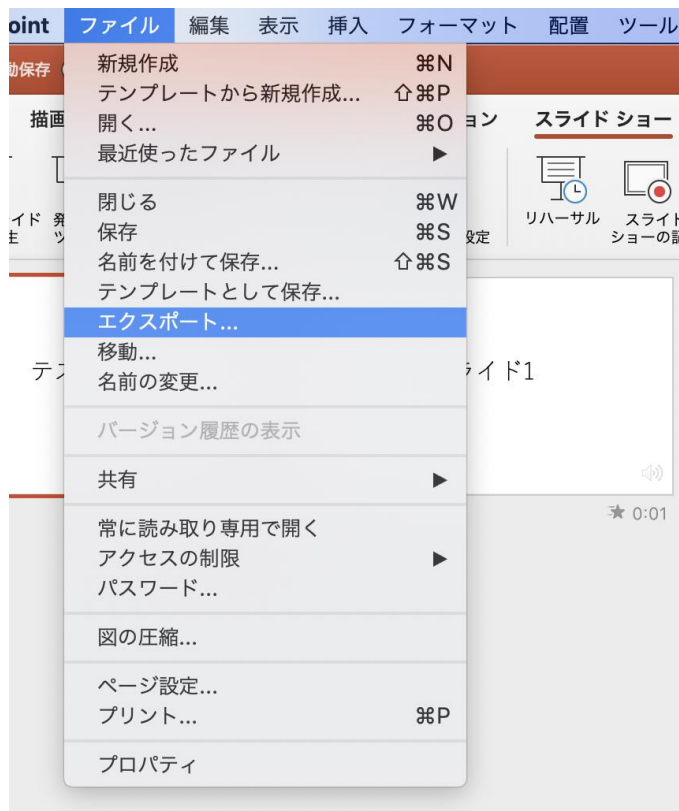 oint ファイル 編集 表示 挿入 フォーマット 配置 ツール
動保存
新規作成 ⌘N
テンプレートから新規作成... ⇧⌘P
描画
開く... ⌘O
ョン スライド ショー
最近使ったファイル ▶
閉じる ⌘W
リハーサル スライド
保存 ⌘S
設定 ショーの記
名前を付けて保存... ⇧⌘S
テンプレートとして保存...
エクスポート...
移動...
テス
ライド1
名前の変更...
バージョン履歴の表示
共有 ▶
0:01
常に読み取り専用で開く
アクセスの制限 ▶
パスワード...
図の圧縮...
ページ設定...
プリント... ⌘P
プロパティ